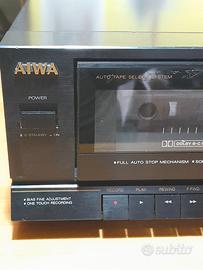 AIWA
AUTO TAPE SELECT SYSTEM
POWER
STANDBY ON
DOLBY B-C
FULL AUTO STOP MECHANISM
RECORD PLAY REWIND F.FWD
BIAS FINE ADJUSTMENT
ONE TOUCH RECORDING
subito